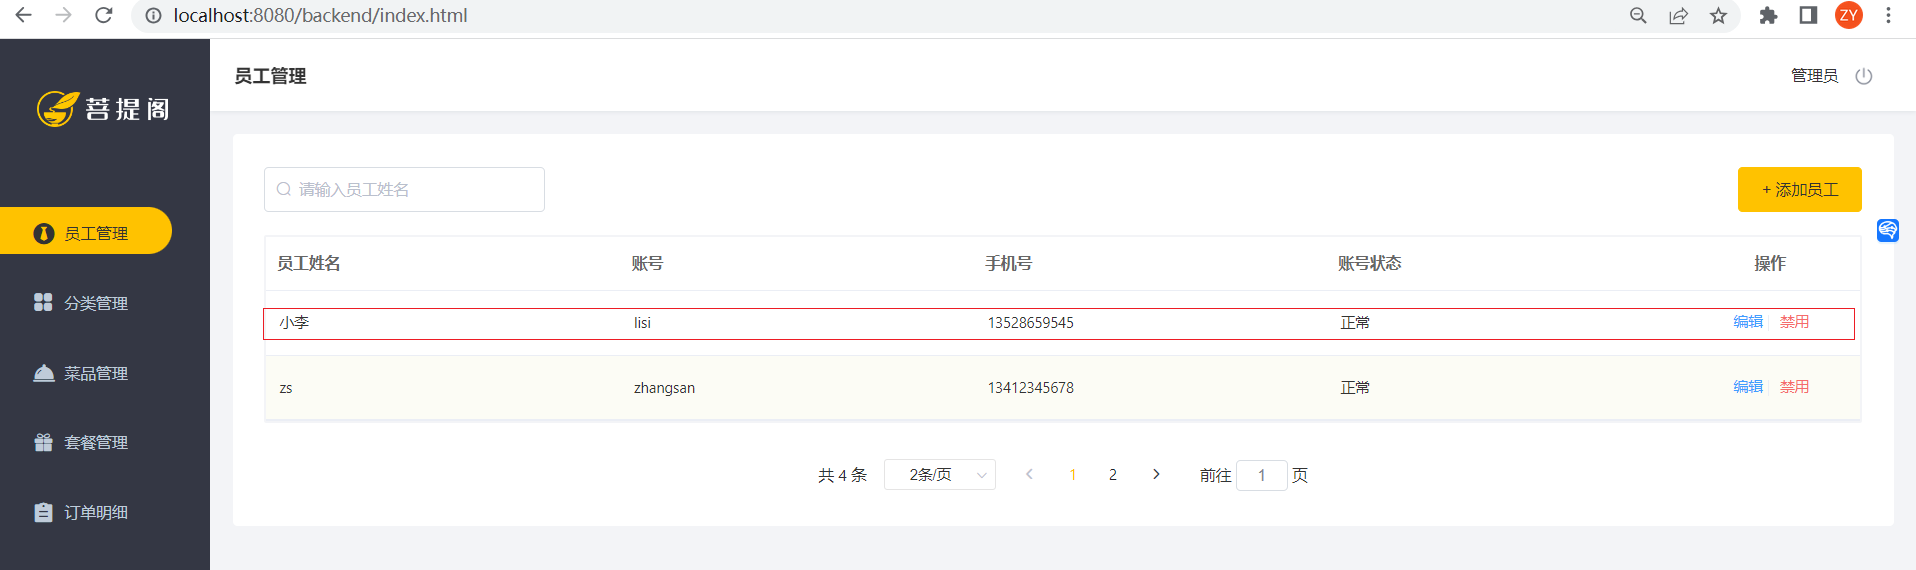 localhost:8080/backend/index.html
ZY
菩提阁
员工管理
管理员
请输入员工姓名
+ 添加员工
员工管理
分类管理
菜品管理
套餐管理
订单明细
员工姓名 账号 手机号 账号状态 操作
小李 lisi 13528659545 正常 编辑 禁用
zs zhangsan 13412345678 正常 编辑 禁用
共 4 条 2条/页 1 2 前往 1 页